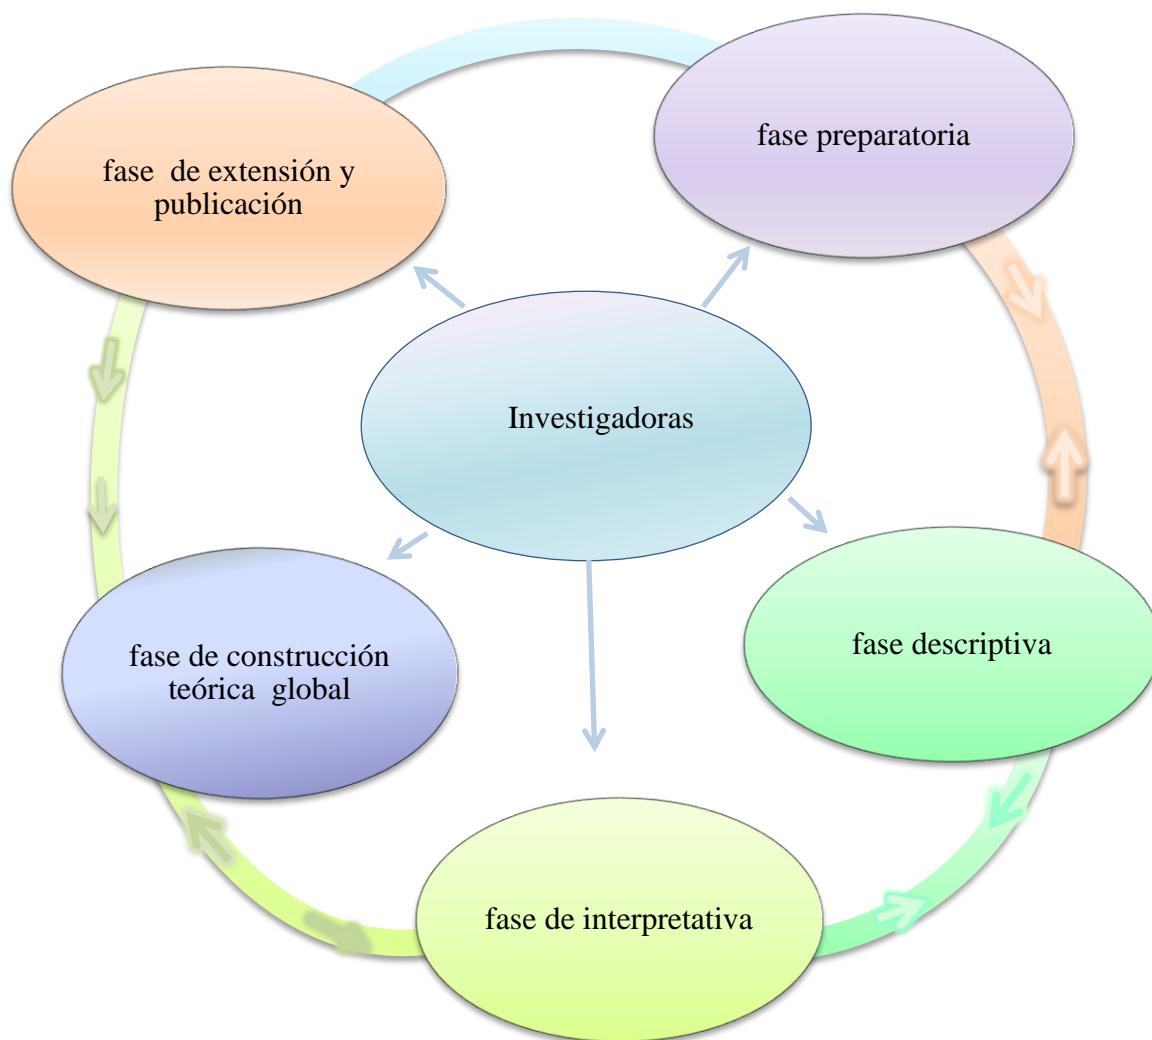 fase preparatoria
fase  de extensión y
publicación
Investigadoras
fase descriptiva
fase de construcción
teórica  global
fase de interpretativa